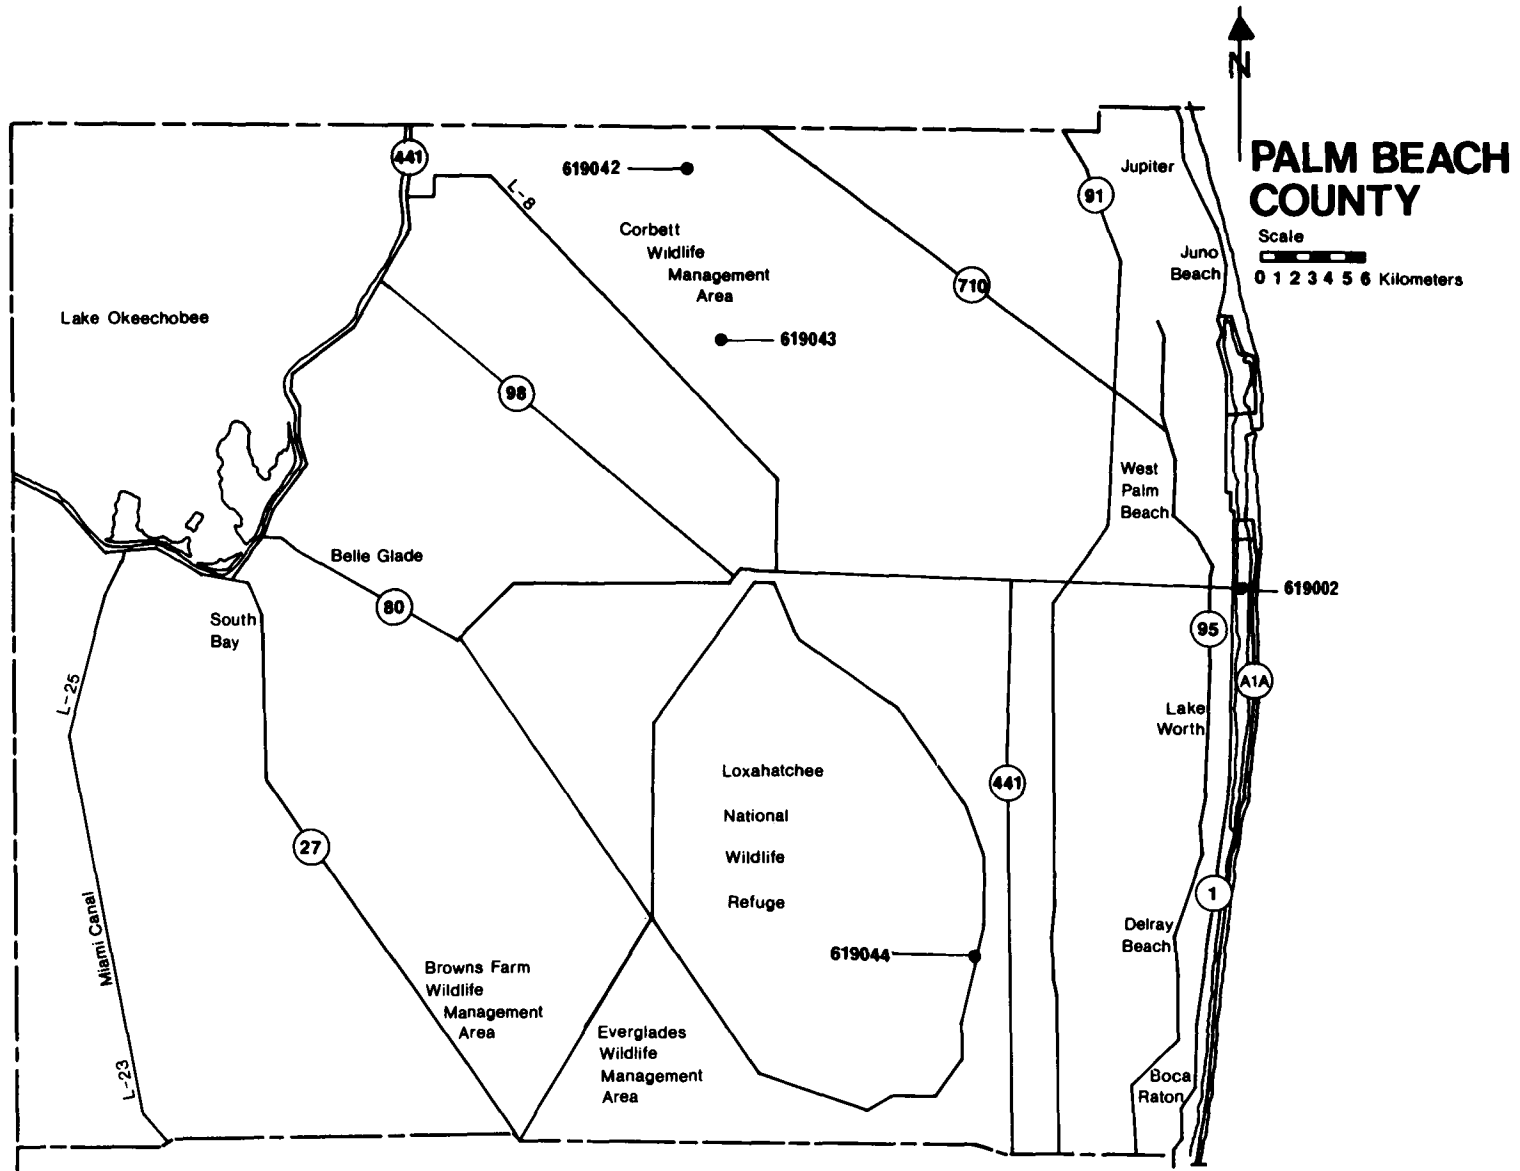 N
PALM BEACH
COUNTY
Scale
0 1 2 3 4 5 6 Kilometers
441
619042
L-8
91
Jupiter
Corbett
Wildlife
Management
Area
Juno
Beach
710
Lake Okeechobee
619043
98
West
Palm
Beach
Belle Glade
80
619002
South
Bay
95
L-25
A1A
Lake
Worth
Loxahatchee
National
Wildlife
Refuge
441
27
1
Miami Canal
Delray
Beach
619044
Browns Farm
Wildlife
Management
Area
Everglades
Wildlife
Management
Area
L-23
Boca
Raton